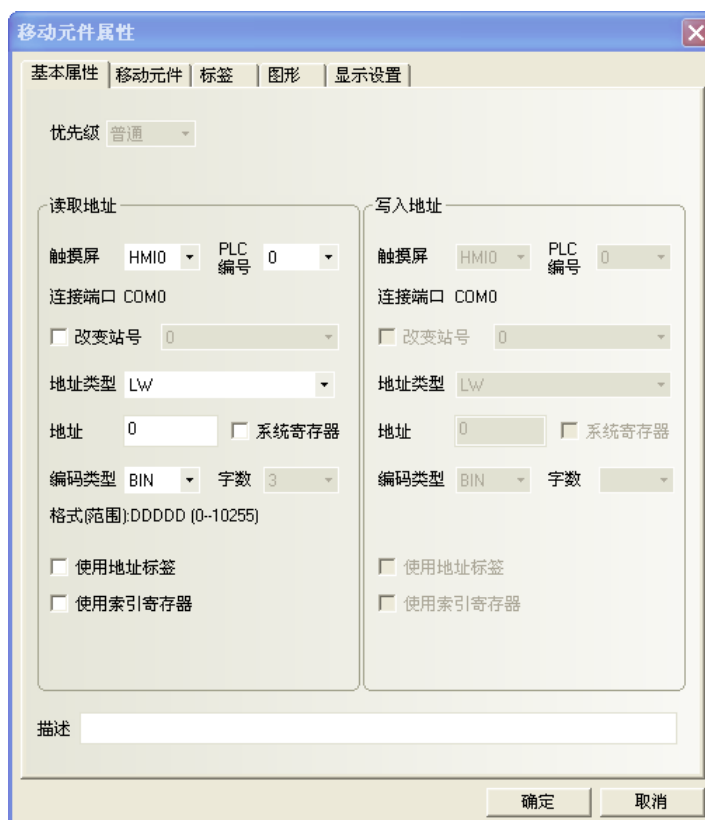 移动元件属性
基本属性 移动元件 标签 图形 显示设置
优先级 普通
读取地址
触摸屏 HMI0 PLC编号 0
连接端口 COM0
改变站号 0
地址类型 LW
地址 0 系统寄存器
编码类型 BIN 字数 3
格式(范围):DDDDD (0--10255)
使用地址标签
使用索引寄存器
写入地址
触摸屏 HMI0 PLC编号 0
连接端口 COM0
改变站号 0
地址类型 LW
地址 0 系统寄存器
编码类型 BIN 字数
使用地址标签
使用索引寄存器
描述
确定 取消